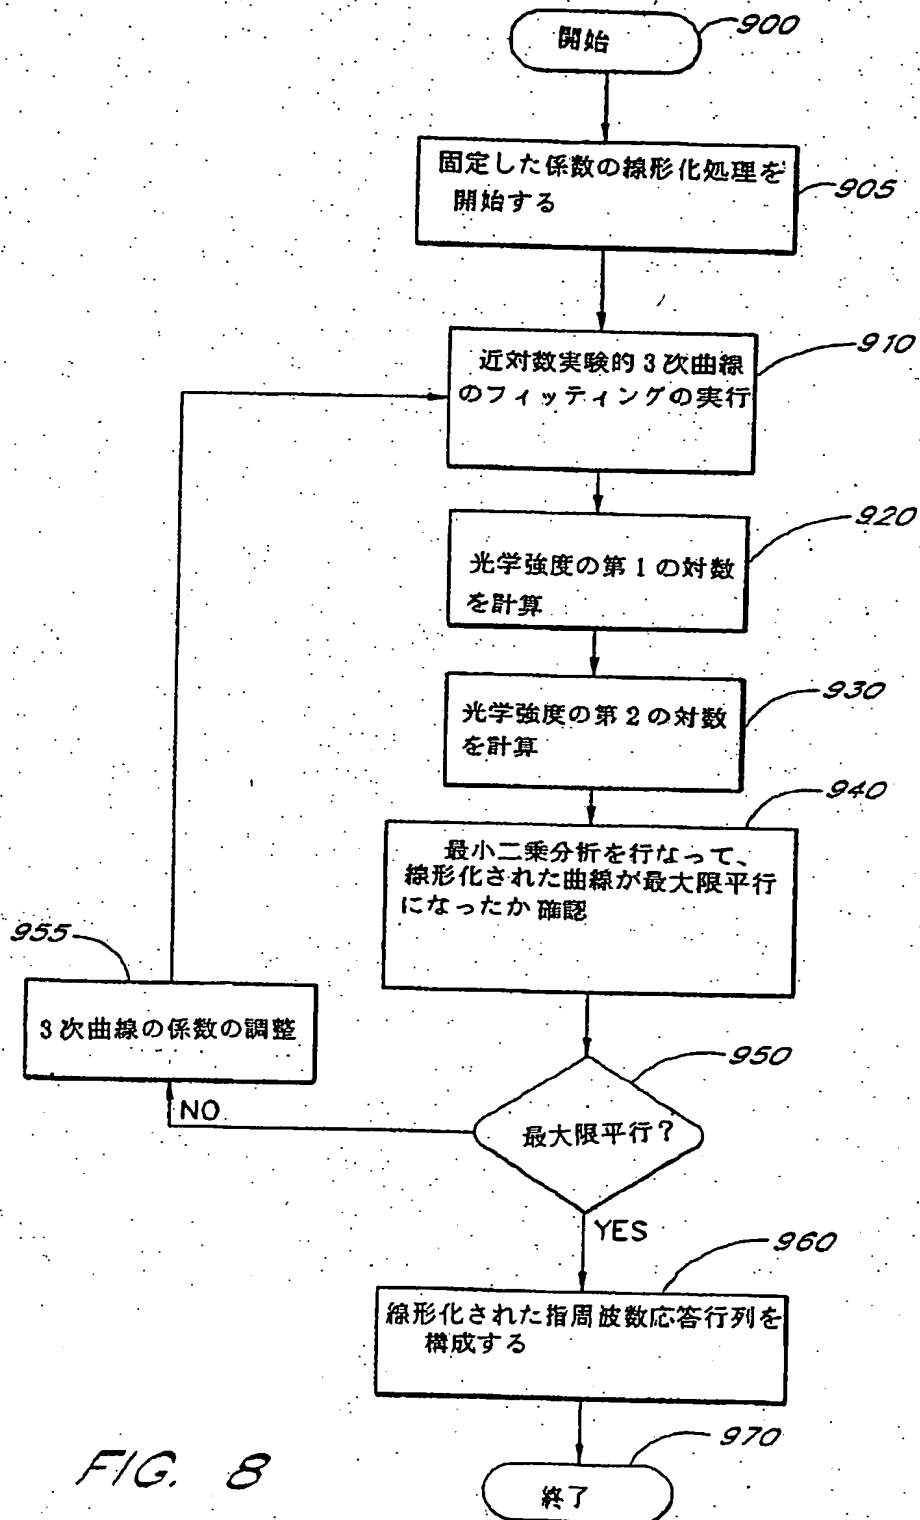 開始
900
固定した係数の線形化処理を
開始する
905
近対数実験的3次曲線
のフィッティングの実行
910
光学強度の第1の対数
を計算
920
光学強度の第2の対数
を計算
930
940
最小二乗分析を行なって、
線形化された曲線が最大限平行
になったか確認
955
3次曲線の係数の調整
950
最大限平行?
NO
YES
960
線形化された指周波数応答行列を
構成する
970
終了
FIG. 8